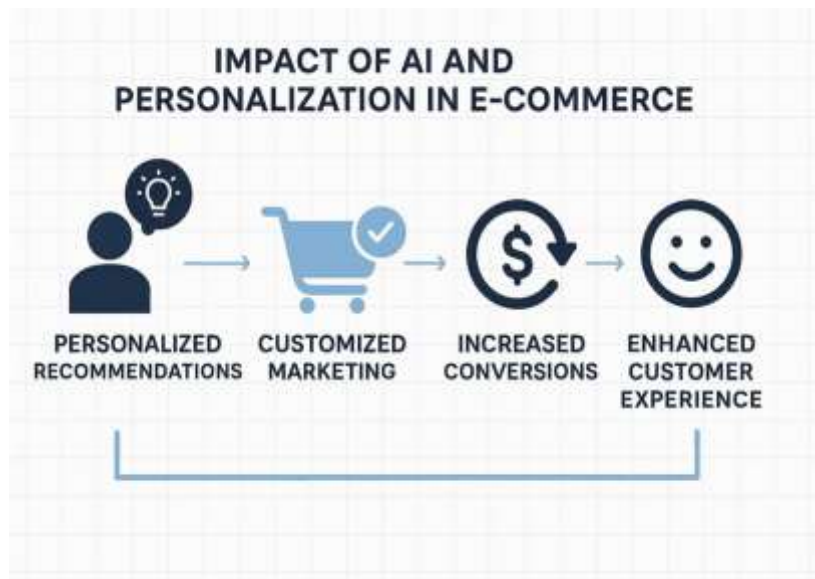 IMPACT OF AI AND
PERSONALIZATION IN E-COMMERCE
$
PERSONALIZED
RECOMMENDATIONS
CUSTOMIZED
MARKETING
INCREASED
CONVERSIONS
ENHANCED
CUSTOMER
EXPERIENCE